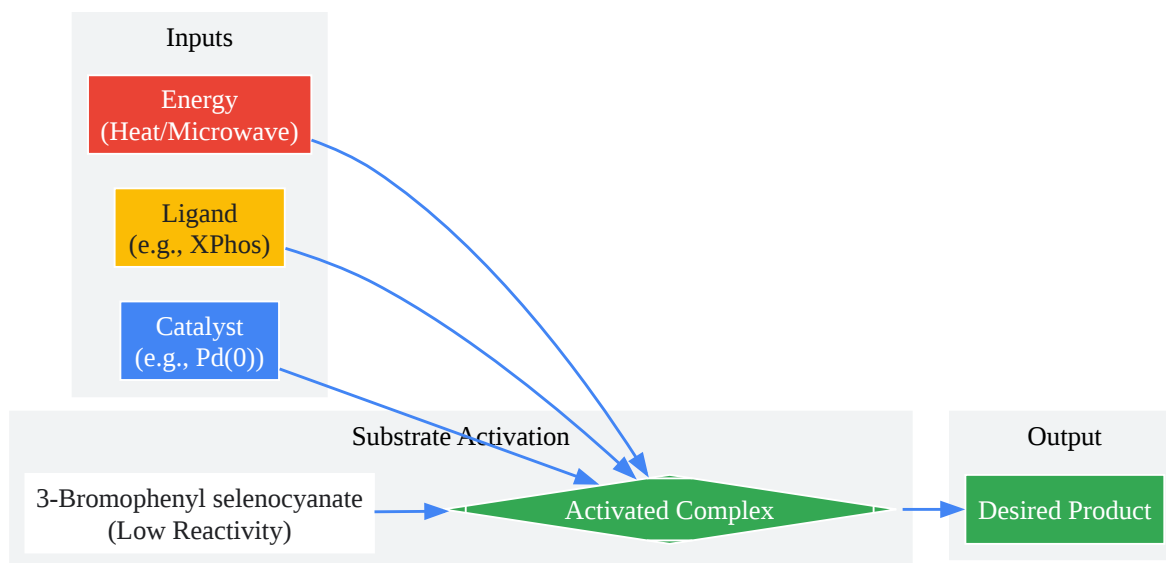 Inputs
Energy
(Heat/Microwave)
Ligand
(e.g., XPhos)
Catalyst
(e.g., Pd(0))
Substrate Activation
3-Bromophenyl selenocyanate
(Low Reactivity)
Activated Complex
Output
Desired Product